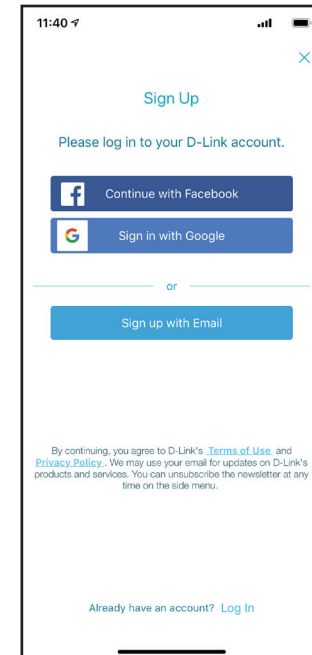 11:40
Sign Up
Please log in to your D-Link account.
Continue with Facebook
Sign in with Google
or
Sign up with Email
By continuing, you agree to D-Link's Terms of Use and
Privacy Policy. We may use your email for updates on D-Link's
products and services. You can unsubscribe the newsletter at any
time on the side menu.
Already have an account? Log In